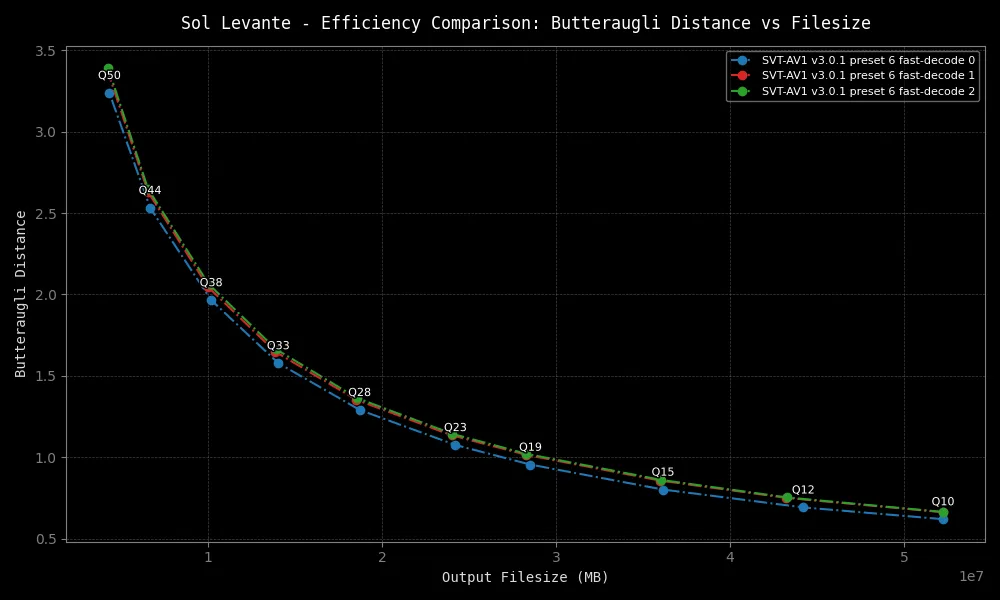 Sol Levante - Efficiency Comparison: Butteraugli Distance vs Filesize
SVT-AV1 v3.0.1 preset 6 fast-decode 0
SVT-AV1 v3.0.1 preset 6 fast-decode 1
SVT-AV1 v3.0.1 preset 6 fast-decode 2
Butteraugli Distance
3.5
3.0
2.5
2.0
1.5
1.0
0.5
Q50
Q44
Q38
Q33
Q28
Q23
Q19
Q15
Q12
Q10
1 2 3 4 5
1e7
Output Filesize (MB)